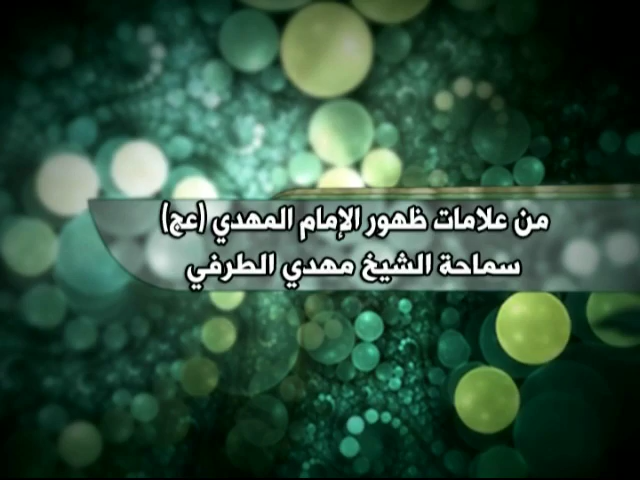 من علامات ظهور الإمام المهدي (عج)
سماحة الشيخ مهدي الطرفي